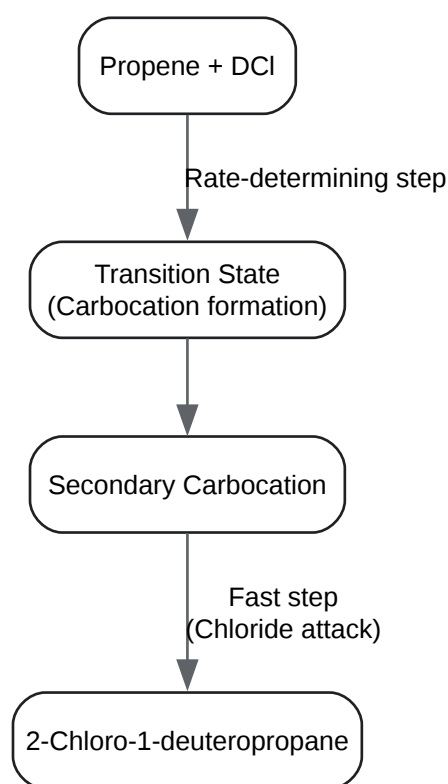 Propene + DCl
Rate-determining step
Transition State
(Carbocation formation)
Secondary Carbocation
Fast step
(Chloride attack)
2-Chloro-1-deuteropropane